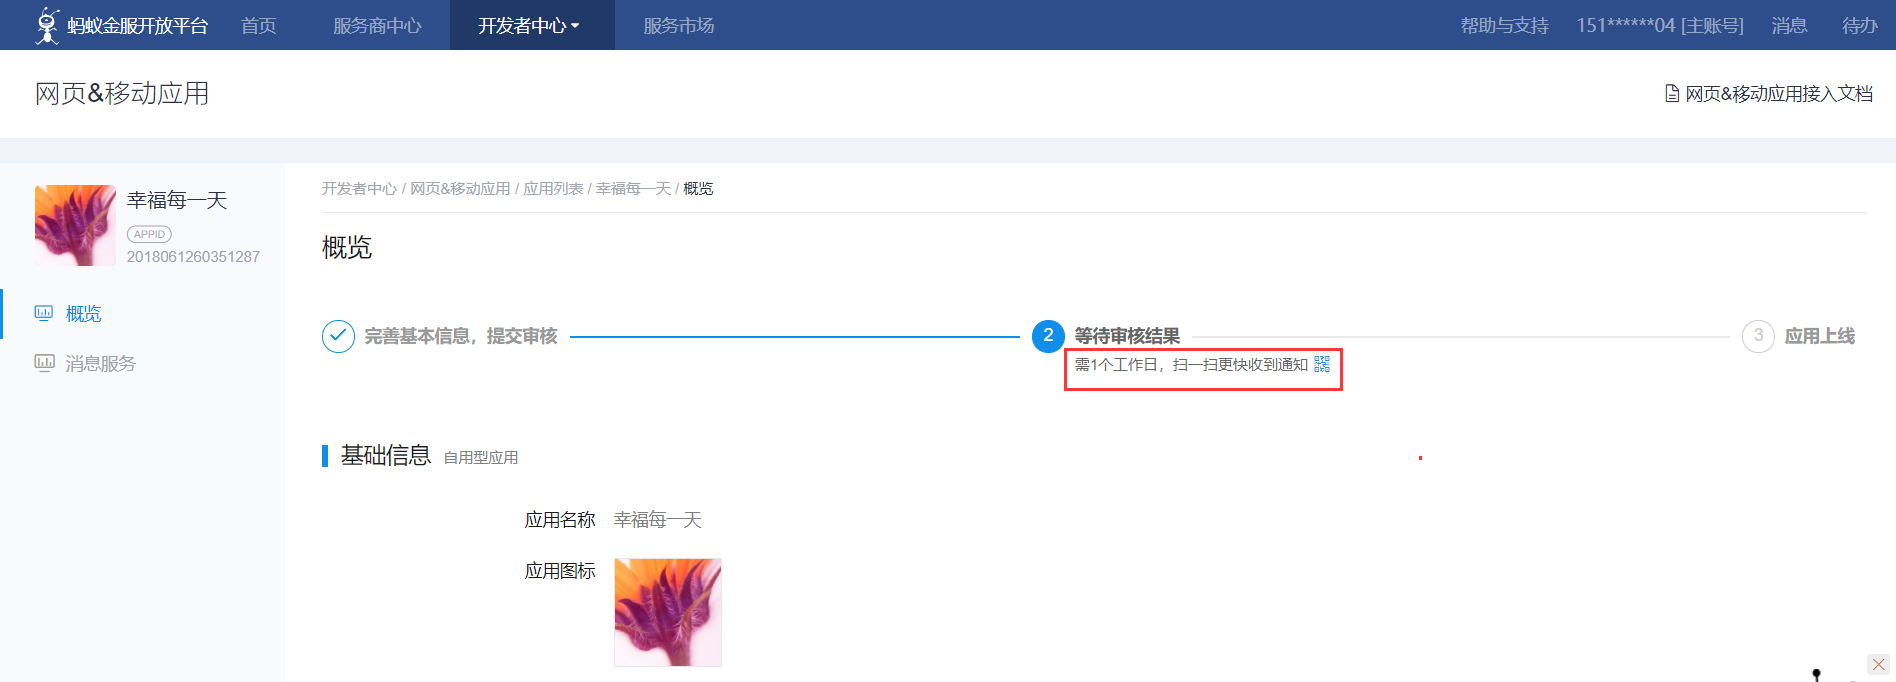 蚂蚁金服开放平台 首页 服务商中心 开发者中心 服务市场 帮助与支持 151******04 [主账号] 消息 待办
网页&移动应用 网页&移动应用接入文档
幸福每一天
APPID
2018061260351287
概览
消息服务
开发者中心 / 网页&移动应用 / 应用列表 / 幸福每一天 / 概览
概览
完善基本信息，提交审核 2 等待审核结果 3 应用上线
需1个工作日，扫一扫更快收到通知
基础信息 自用型应用
应用名称 幸福每一天
应用图标